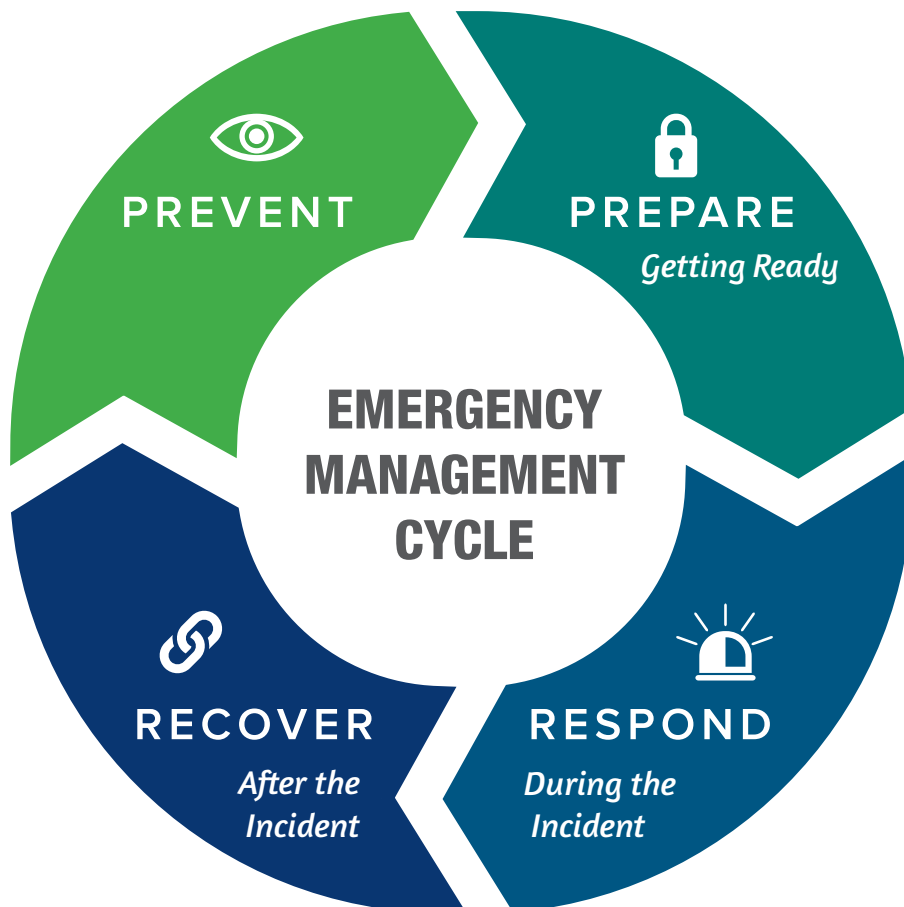 PREVENT
PREPARE
Getting Ready
EMERGENCY
MANAGEMENT
CYCLE
RECOVER
After the
Incident
RESPOND
During the
Incident